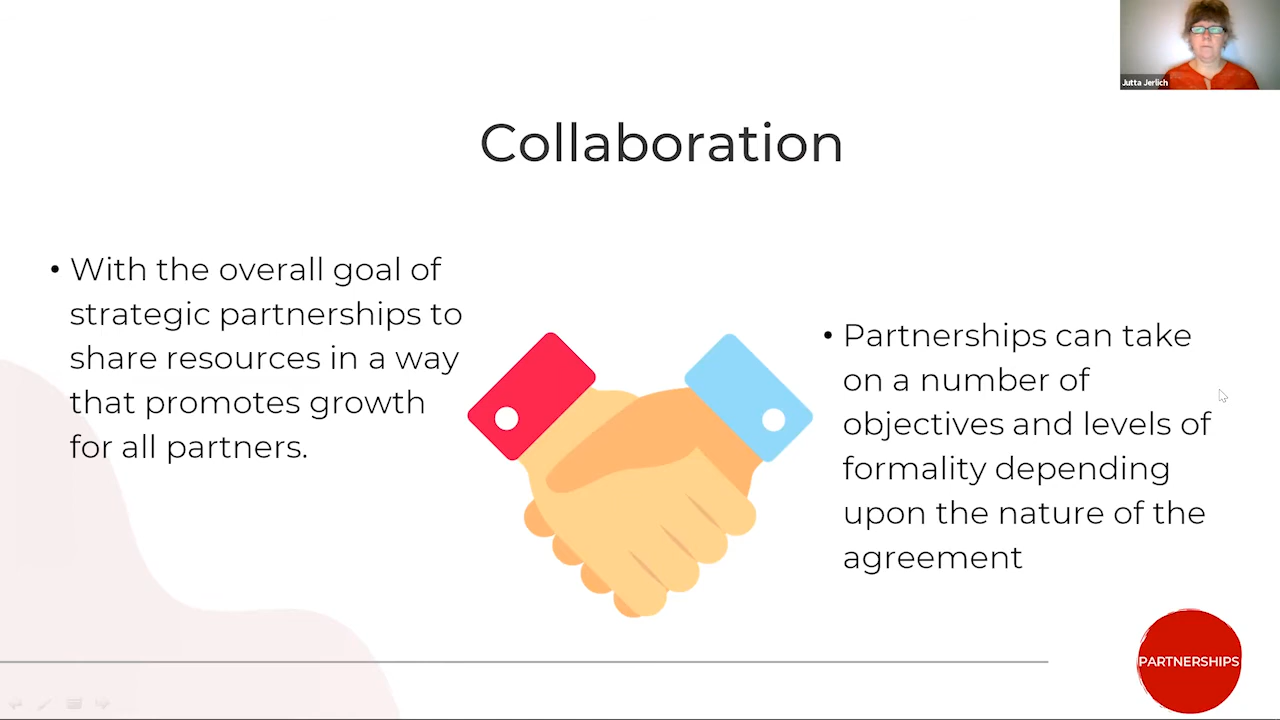 Jutta Jerlich
Collaboration
• With the overall goal of
strategic partnerships to
share resources in a way
that promotes growth
for all partners.
• Partnerships can take
on a number of
objectives and levels of
formality depending
upon the nature of the
agreement
PARTNERSHIPS